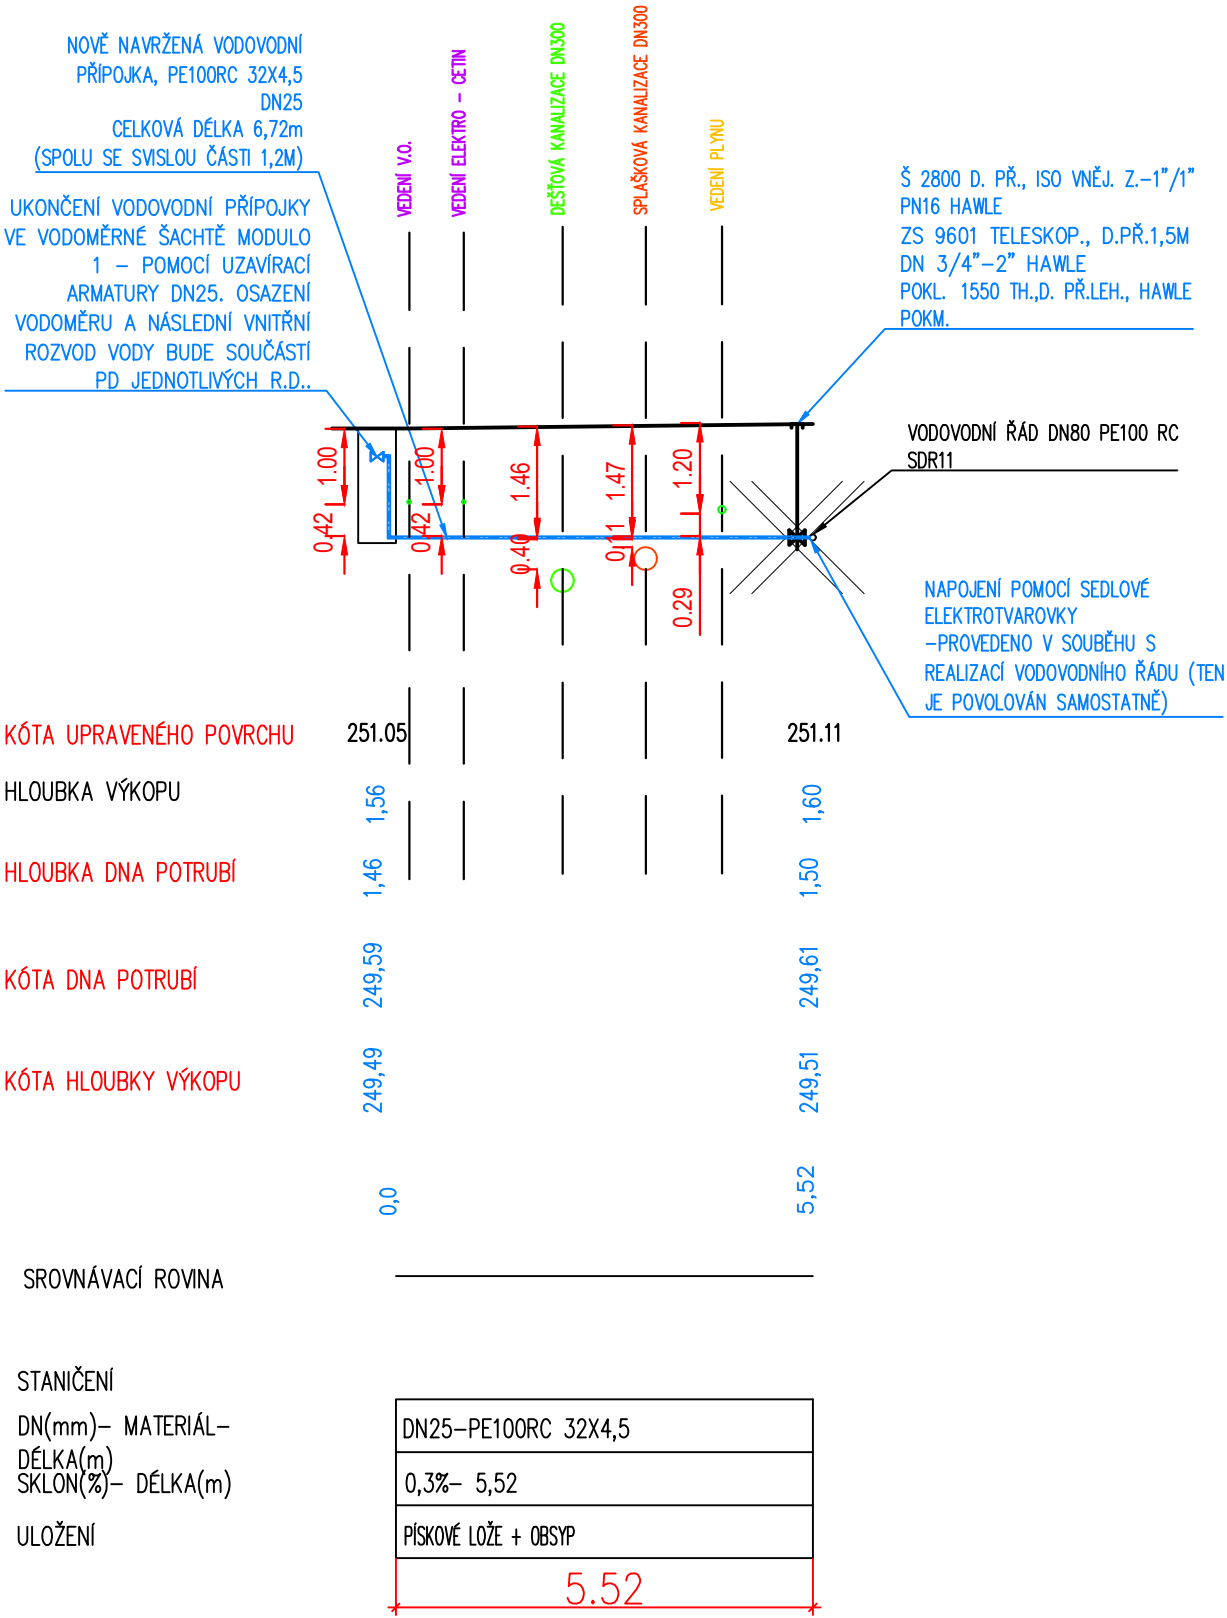 NOVĚ NAVRŽENÁ VODOVODNÍ
PŘÍPOJKA, PE100RC 32X4,5
DN25
CELKOVÁ DÉLKA 6,72m
(SPOLU SE SVISLOU ČÁSTI 1,2M)
UKONČENÍ VODOVODNÍ PŘÍPOJKY
VE VODOMĚRNÉ ŠACHTĚ MODULO
1 – POMOCÍ UZAVÍRACÍ
ARMATURY DN25. OSAZENÍ
VODOMĚRU A NÁSLEDNÍ VNITŘNÍ
ROZVOD VODY BUDE SOUČÁSTÍ
PD JEDNOTLIVÝCH R.D..
VEDENÍ V.O.
VEDENÍ ELEKTRO – CETIN
DEŠŤOVÁ KANALIZACE DN300
SPLAŠKOVÁ KANALIZACE DN300
VEDENÍ PLYNU
Š 2800 D. PŘ., ISO VNĚJ. Z.–1"/1"
PN16 HAWLE
ZS 9601 TELESKOP., D.PŘ.1,5M
DN 3/4"–2" HAWLE
POKL. 1550 TH.,D. PŘ.LEH., HAWLE
POKM.
VODOVODNÍ ŘÁD DN80 PE100 RC
SDR11
1.00
0.42
1.00
0.42
1.46
0.40
1.47
0.11
1.20
0.29
NAPOJENÍ POMOCÍ SEDLOVÉ
ELEKTROTVAROVKY
–PROVEDENO V SOUBĚHU S
REALIZACÍ VODOVODNÍHO ŘÁDU (TEN
JE POVOLOVÁN SAMOSTATNĚ)
KÓTA UPRAVENÉHO POVRCHU 251.05 251.11
HLOUBKA VÝKOPU 1,56 1,60
HLOUBKA DNA POTRUBÍ 1,46 1,50
KÓTA DNA POTRUBÍ 249,59 249,61
KÓTA HLOUBKY VÝKOPU 249,49 249,51
0,0 5,52
SROVNÁVACÍ ROVINA
STANIČENÍ
DN(mm)– MATERIÁL–
DÉLKA(m)
DN25–PE100RC 32X4,5
SKLON(%)– DÉLKA(m) 0,3%– 5,52
ULOŽENÍ PÍSKOVÉ LOŽE + OBSYP
5.52